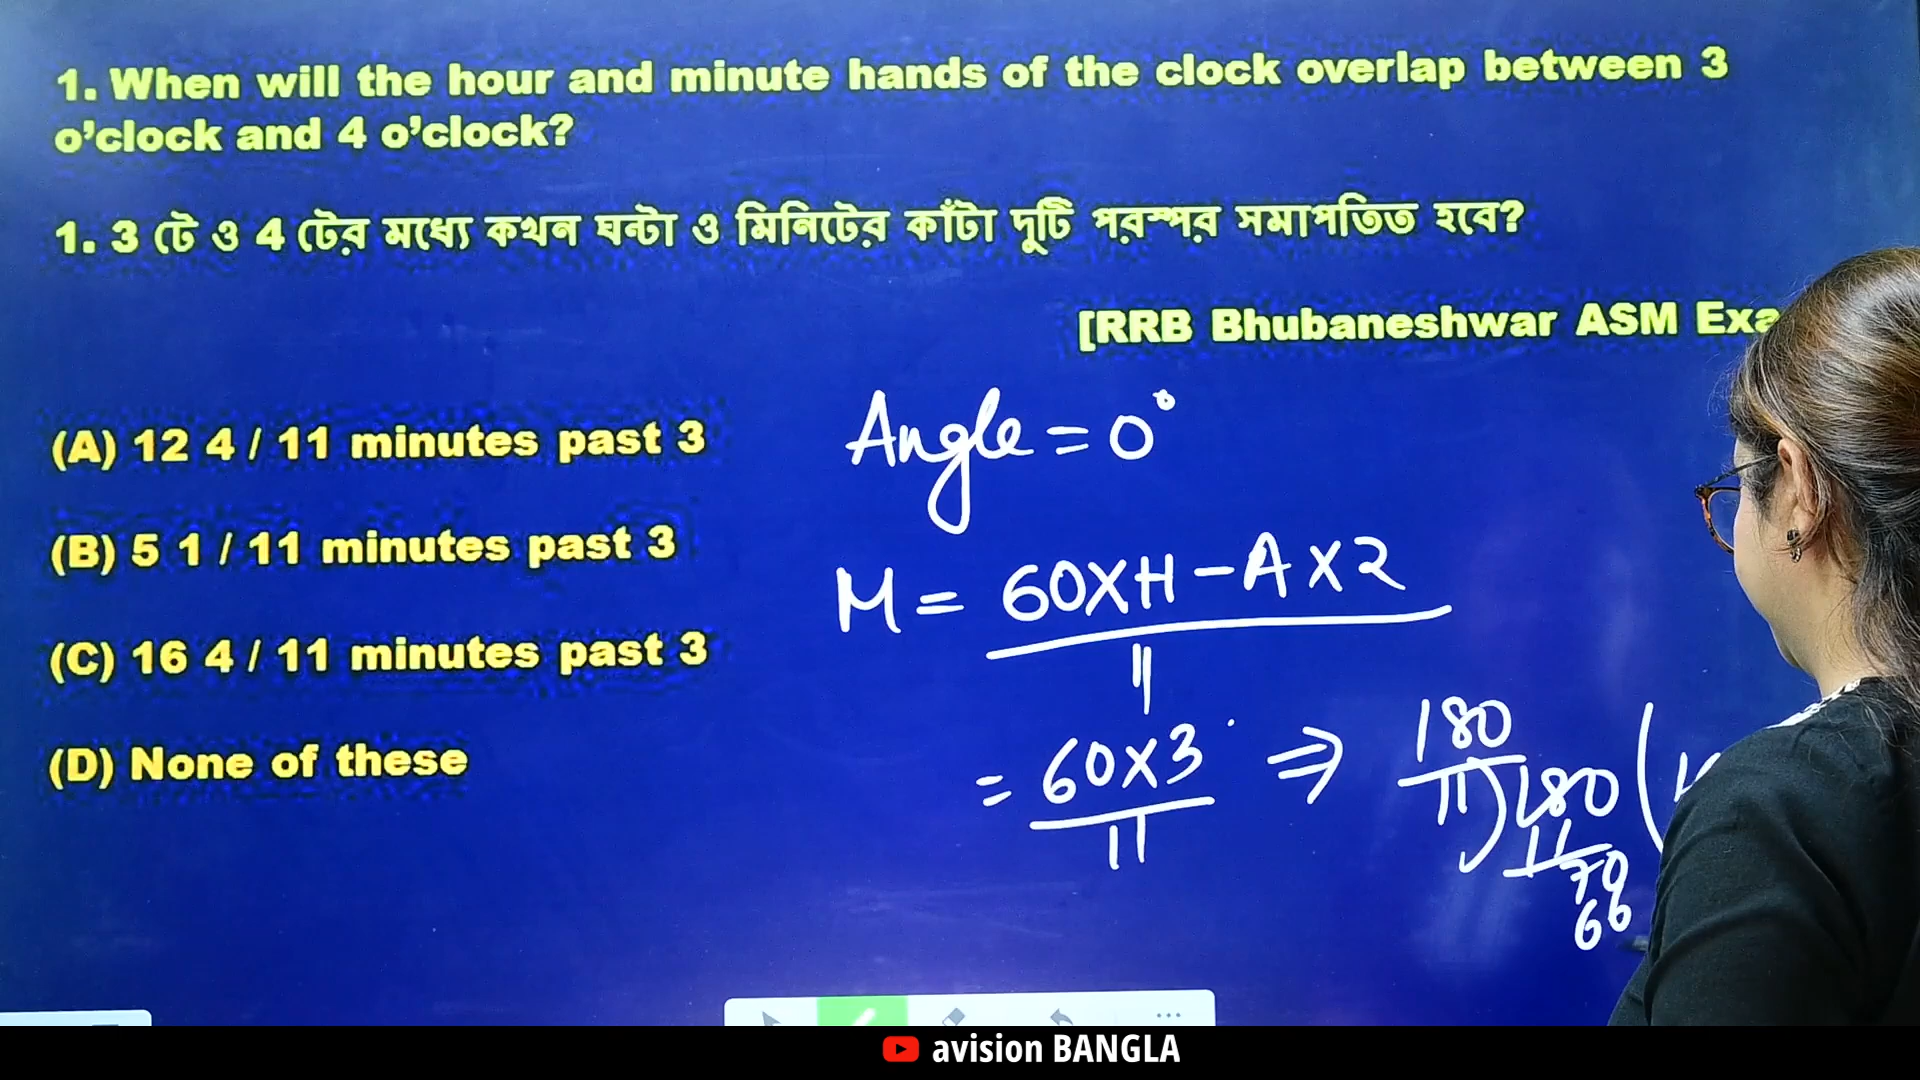 1. When will the hour and minute hands of the clock overlap between 3
o'clock and 4 o'clock?
1. 3 টে ও 4 টের মধ্যে কখন ঘন্টা ও মিনিটের কাঁটা দুটি পরস্পর সমাপতিত হবে?
[RRB Bhubaneshwar ASM Exa
(A) 12 4 / 11 minutes past 3
(B) 5 1 / 11 minutes past 3
(C) 16 4 / 11 minutes past 3
(D) None of these
Angle = 0°
M = 60XH - A X 2
11
= 60 X 3
11
⇒ 180
11) 180 (1
11
70
66
avision BANGLA